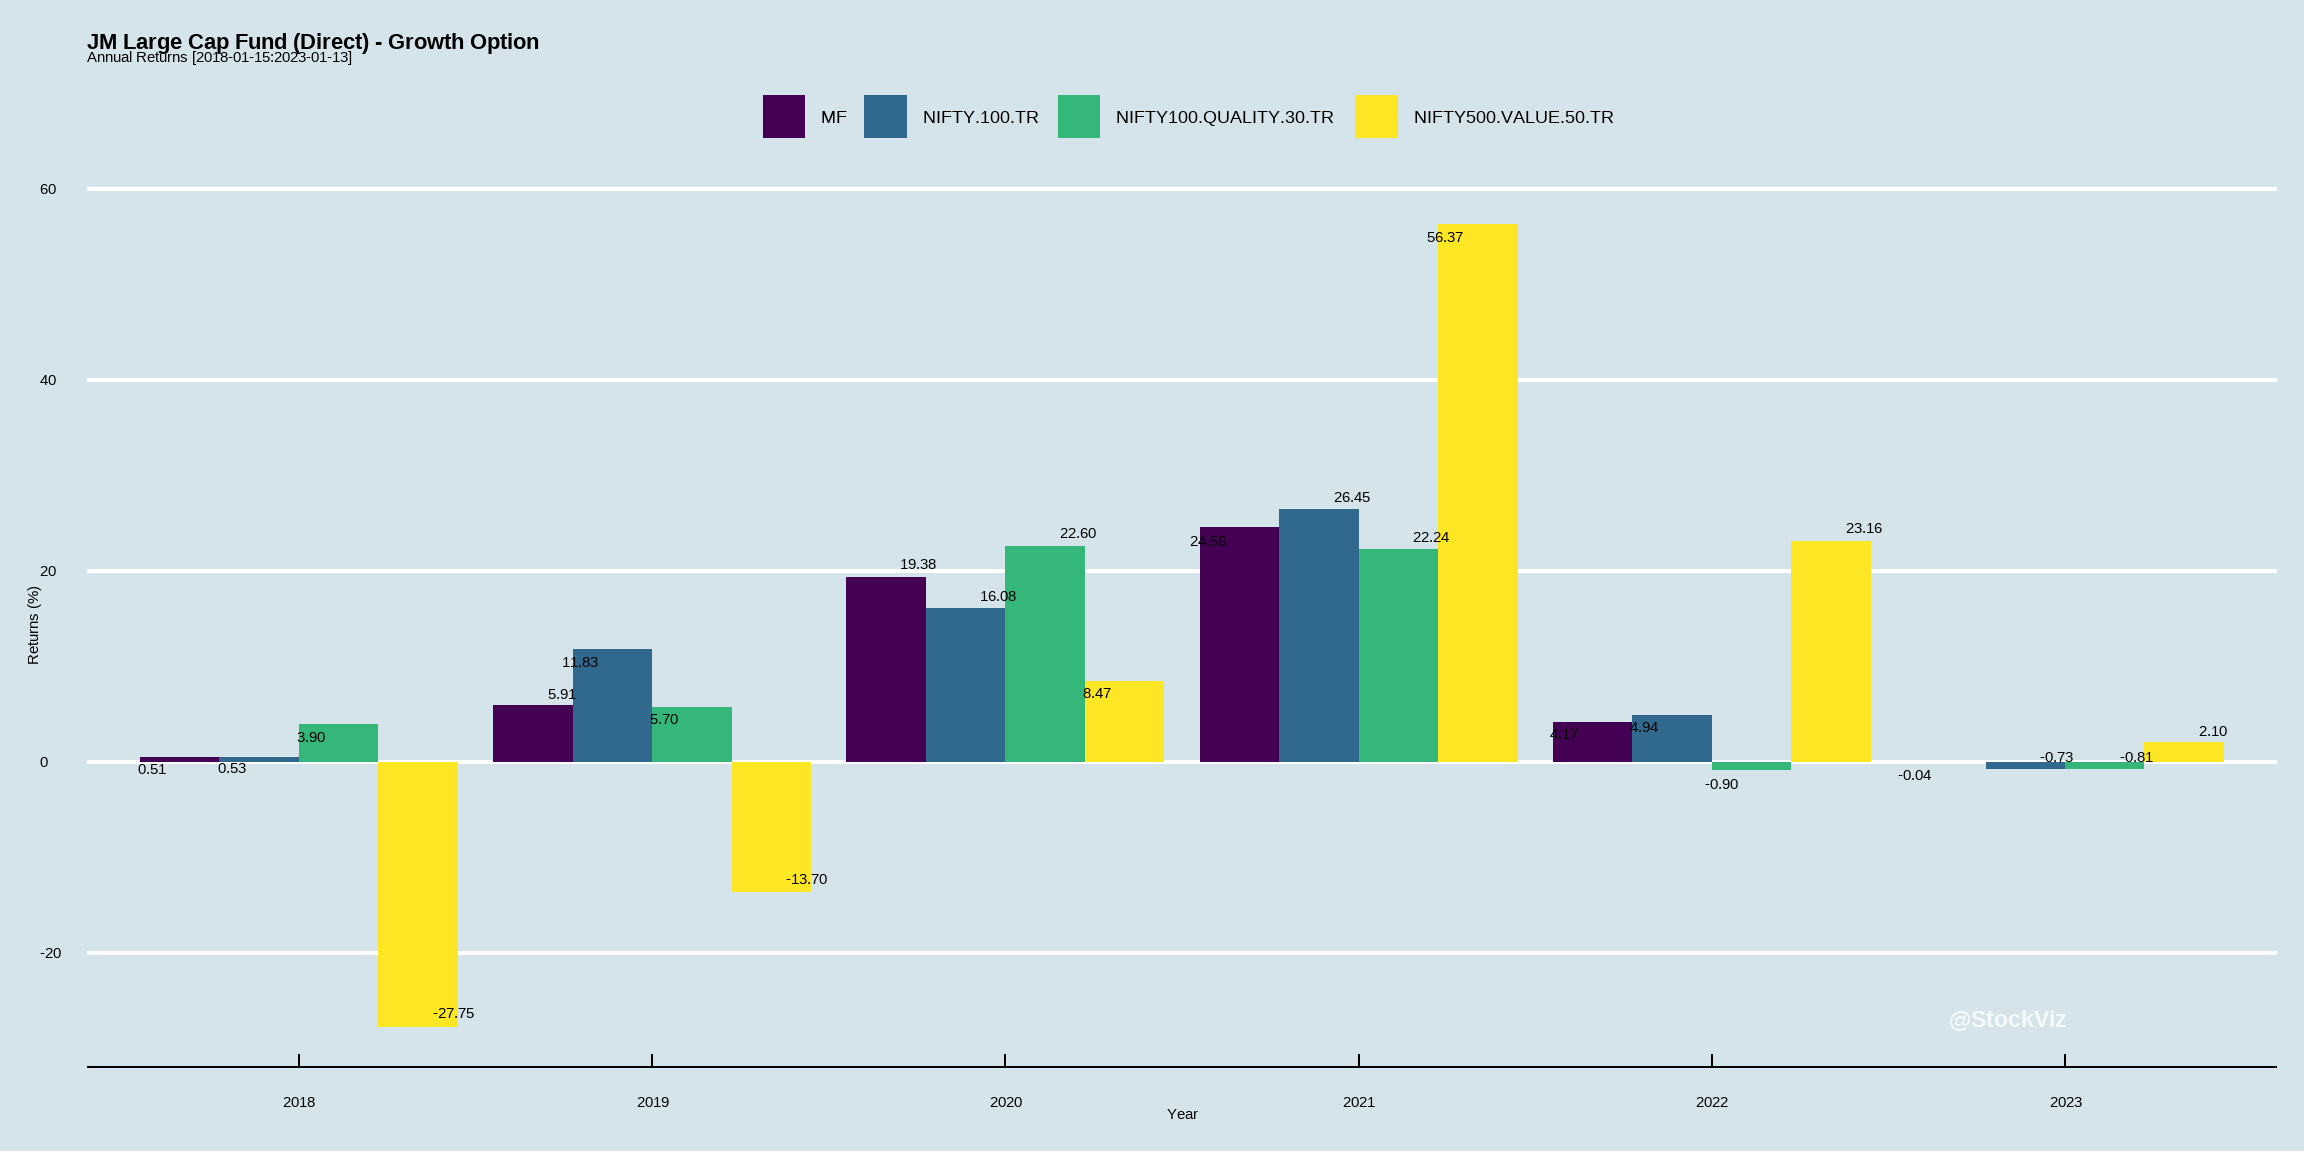 JM Large Cap Fund (Direct) - Growth Option
Annual Returns [2018-01-15:2023-01-13]
MF NIFTY.100.TR NIFTY100.QUALITY.30.TR NIFTY500.VALUE.50.TR
60
40
20
0
-20
Returns (%)
0.51 0.53 3.90 -27.75
5.91 11.83 5.70 -13.70
19.38 16.08 22.60 8.47
24.56 26.45 22.24 56.37
4.17 4.94 -0.90 23.16
-0.04 -0.73 -0.81 2.10
@StockViz
2018 2019 2020 2021 2022 2023
Year